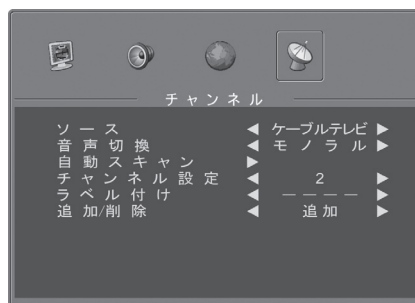 チャンネル
ソース ◀ ケーブルテレビ ▶
音声切換 ◀ モノラル ▶
自動スキャン ▶
チャンネル設定 ◀ 2 ▶
ラベル付け ◀ ---- ▶
追加/削除 ◀ 追加 ▶